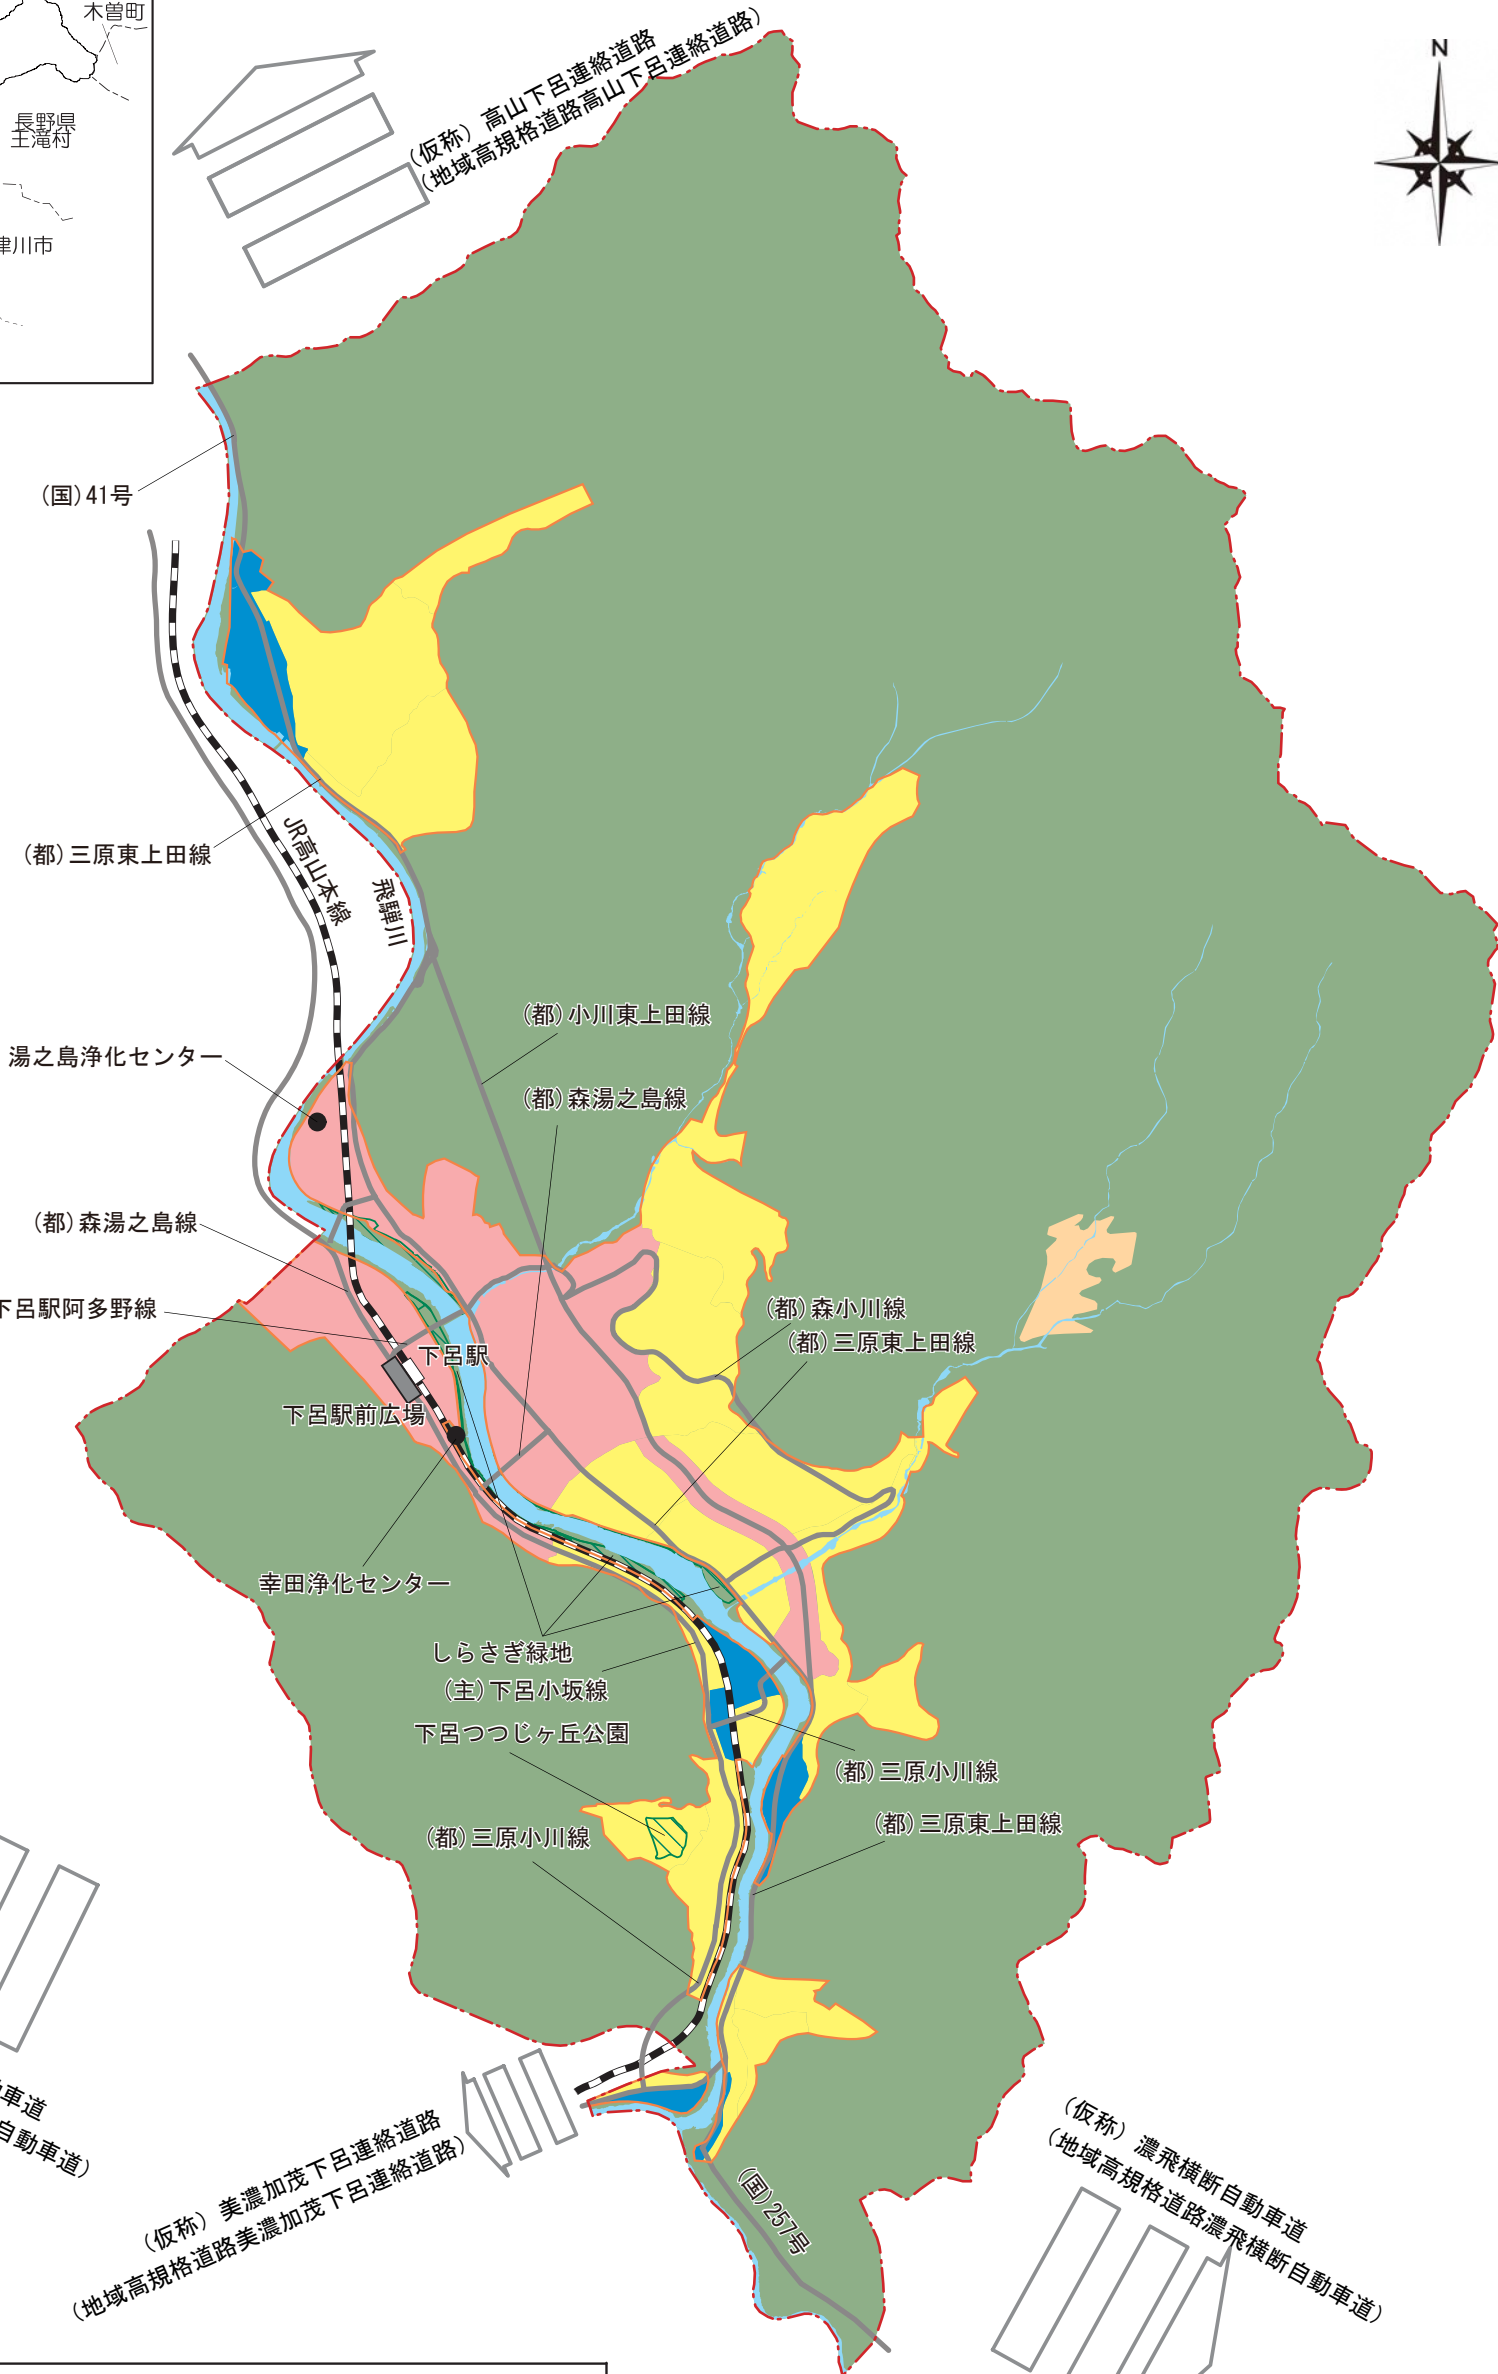 木曽町
長野県
王滝村
津川市
N
(仮称) 高山下呂連絡道路
(地域高規格道路高山下呂連絡道路)
(国)41号
(都)三原東上田線
JR高山本線
飛騨川
(都)小川東上田線
湯之島浄化センター
(都)森湯之島線
(都)森湯之島線
下呂駅阿多野線
(都)森小川線
(都)三原東上田線
下呂駅
下呂駅前広場
幸田浄化センター
しらさぎ緑地
(主)下呂小坂線
下呂つつじヶ丘公園
(都)三原小川線
(都)三原東上田線
(都)三原小川線
車道
自動車道)
(仮称) 美濃加茂下呂連絡道路
(地域高規格道路美濃加茂下呂連絡道路)
(国)257号
(仮称) 濃飛横断自動車道
(地域高規格道路濃飛横断自動車道)